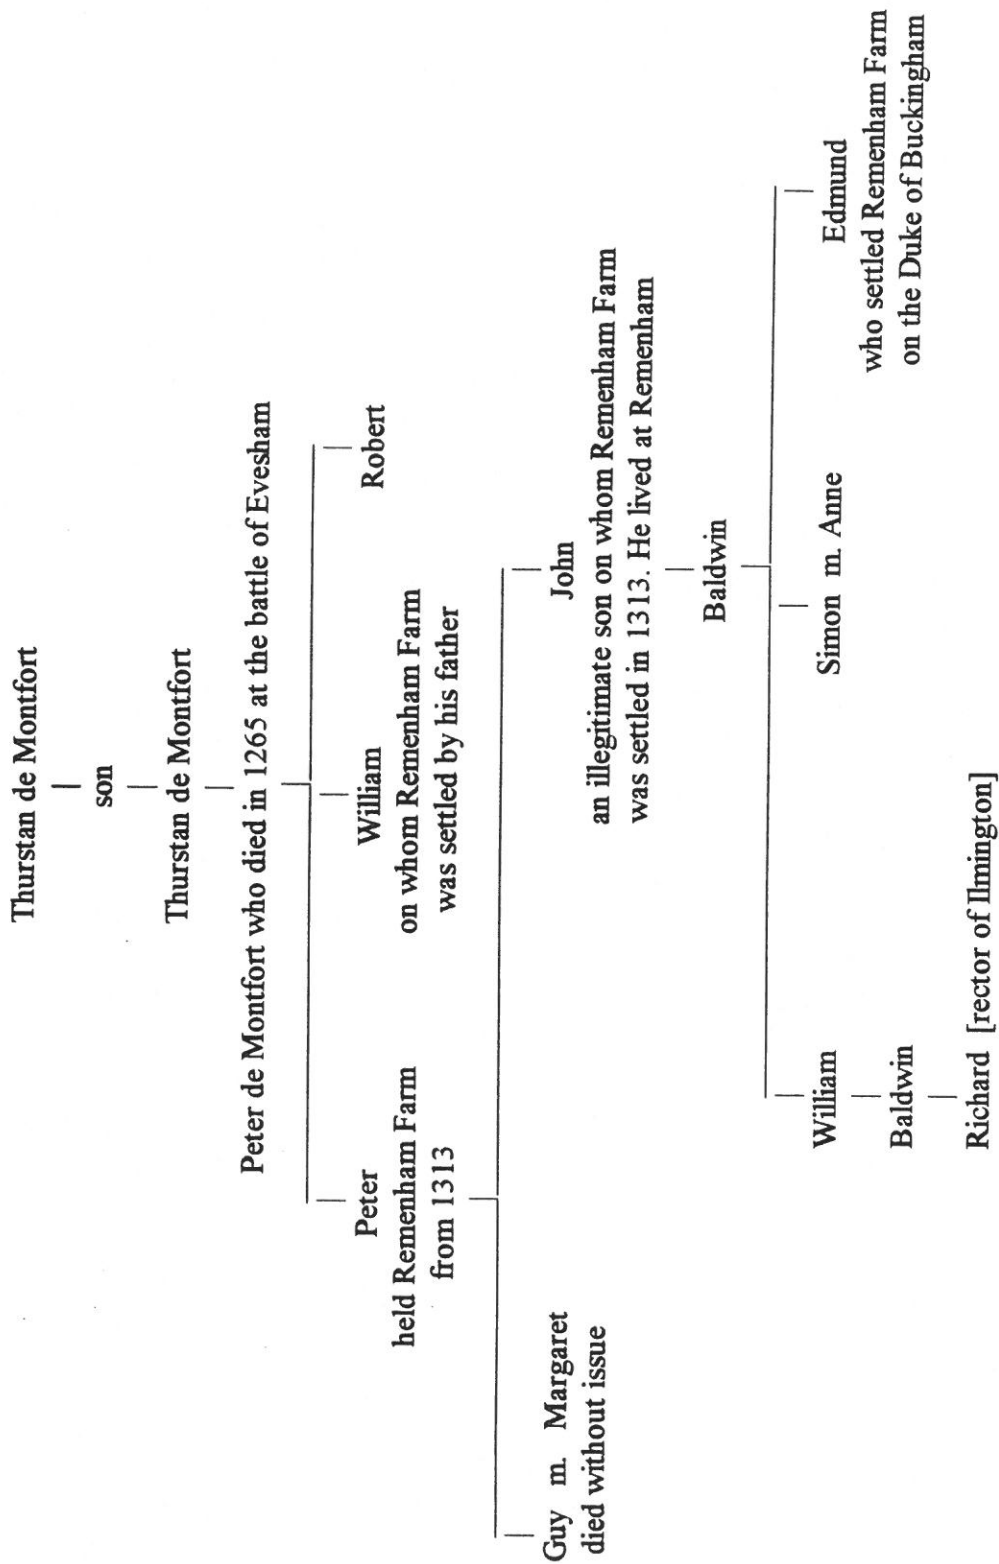 Thurstan de Montfort
son
Thurstan de Montfort
Peter de Montfort who died in 1265 at the battle of Evesham
Peter
held Remenham Farm
from 1313
William
on whom Remenham Farm
was settled by his father
Robert
Guy m. Margaret
died without issue
John
an illegitimate son on whom Remenham Farm
was settled in 1313. He lived at Remenham
Baldwin
William
Baldwin
Richard [rector of Ilmington]
Simon m. Anne
Edmund
who settled Remenham Farm
on the Duke of Buckingham